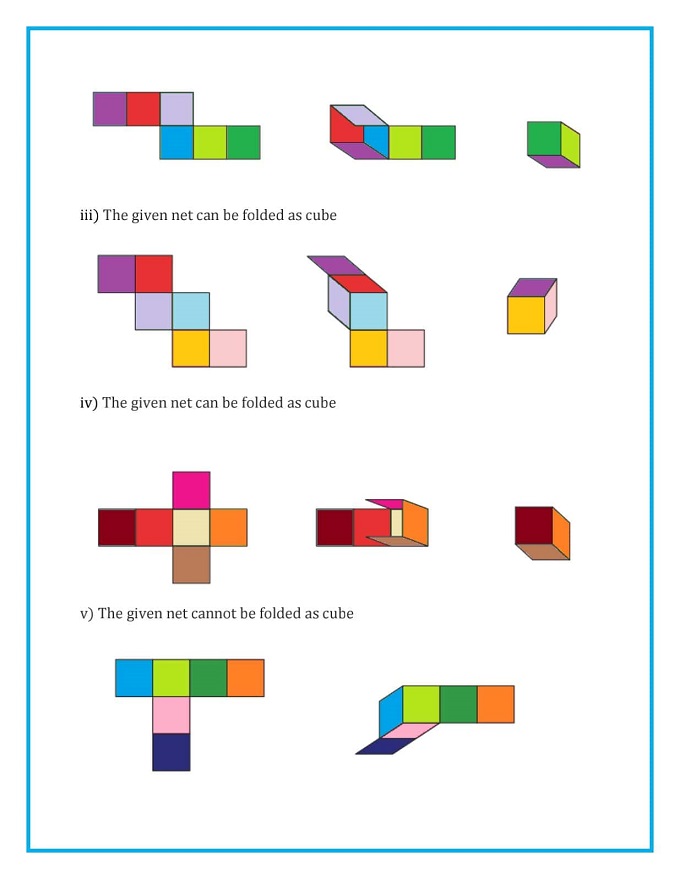 iii) The given net can be folded as cube
iv) The given net can be folded as cube
v) The given net cannot be folded as cube